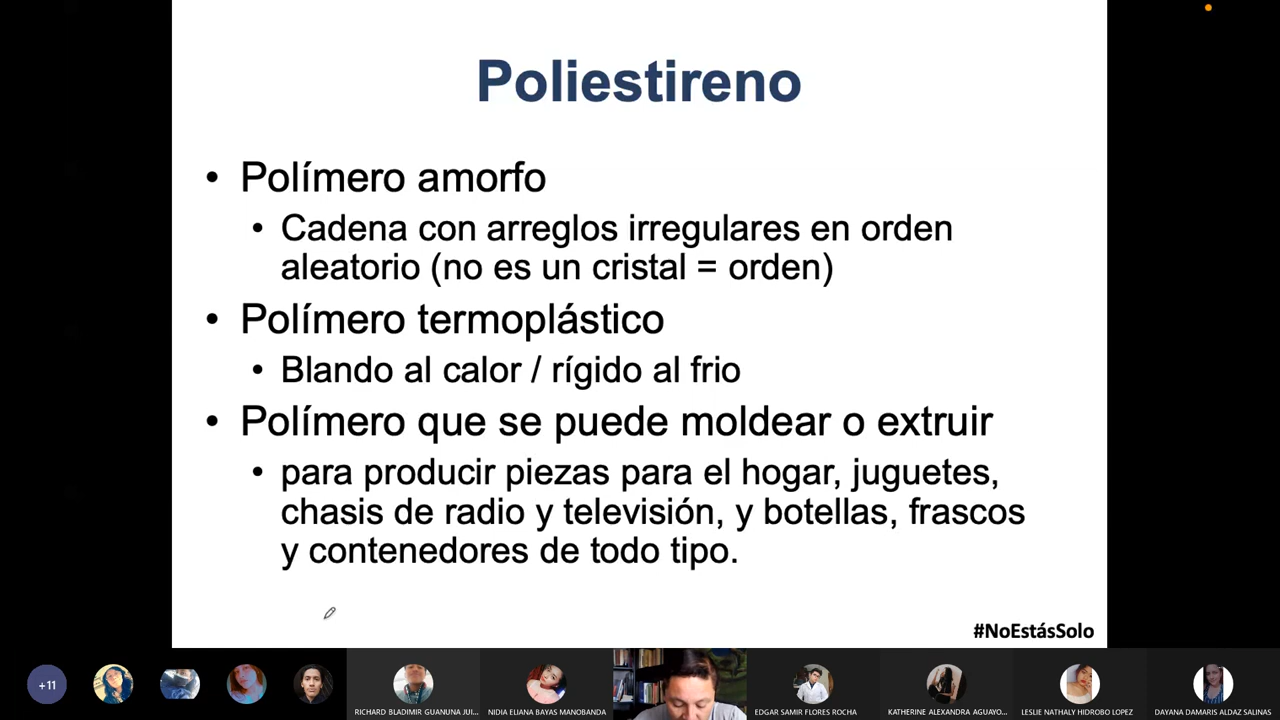 Poliestireno
• Polímero amorfo
• Cadena con arreglos irregulares en orden
aleatorio (no es un cristal = orden)
• Polímero termoplástico
• Blando al calor / rígido al frio
• Polímero que se puede moldear o extruir
• para producir piezas para el hogar, juguetes,
chasis de radio y televisión, y botellas, frascos
y contenedores de todo tipo.
#NoEstásSolo
+11
RICHARD BLADIMIR GUANUNA JUI...
NIDIA ELIANA BAYAS MANOBANDA
EDGAR SAMIR FLORES ROCHA
KATHERINE ALEXANDRA AGUAYO...
LESLIE NATHALY HIDROBO LOPEZ
DAYANA DAMARIS ALDAZ SALINAS